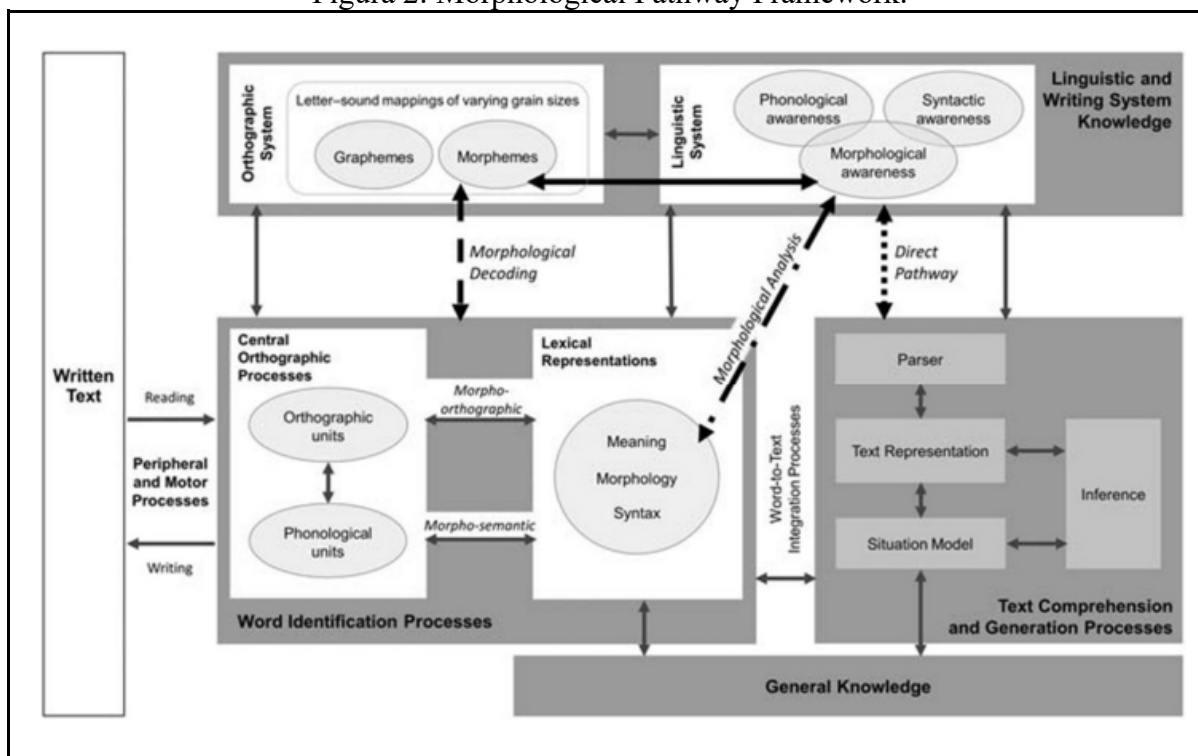 Figura 2: Morphological Pathway Framework.
Written
Text
Reading
Peripheral
and Motor
Processes
Writing
Orthographic
System
Letter–sound mappings of varying grain sizes
Graphemes
Morphemes
Linguistic
System
Phonological
awareness
Syntactic
awareness
Morphological
awareness
Linguistic and
Writing System
Knowledge
Morphological
Decoding
Morphological Analysis
Direct
Pathway
Central
Orthographic
Processes
Orthographic
units
Phonological
units
Morpho-
orthographic
Morpho-semantic
Lexical
Representations
Meaning
Morphology
Syntax
Word Identification Processes
Word-to-Text
Integration Processes
Parser
Text Representation
Situation Model
Inference
Text Comprehension
and Generation Processes
General Knowledge